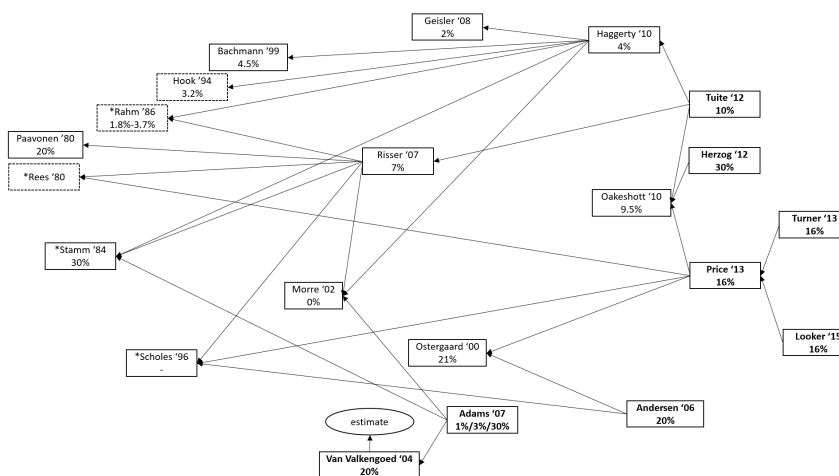 Geisler ‘08
2%
Haggerty ‘10
4%
Bachmann ‘99
4.5%
Hook ‘94
3.2%
*Rahm ‘86
1.8%-3.7%
Tuite ‘12
10%
Paavonen ‘80
20%
Risser ‘07
7%
Herzog ‘12
30%
*Rees ‘80
Oakeshott ‘10
9.5%
Turner ‘13
16%
*Stamm ‘84
30%
Price ‘13
16%
Morre ‘02
0%
Looker ‘15
16%
Ostergaard ‘00
21%
*Scholes ‘96
-
Andersen ‘06
20%
Adams ‘07
1%/3%/30%
estimate
Van Valkengoed ‘04
20%